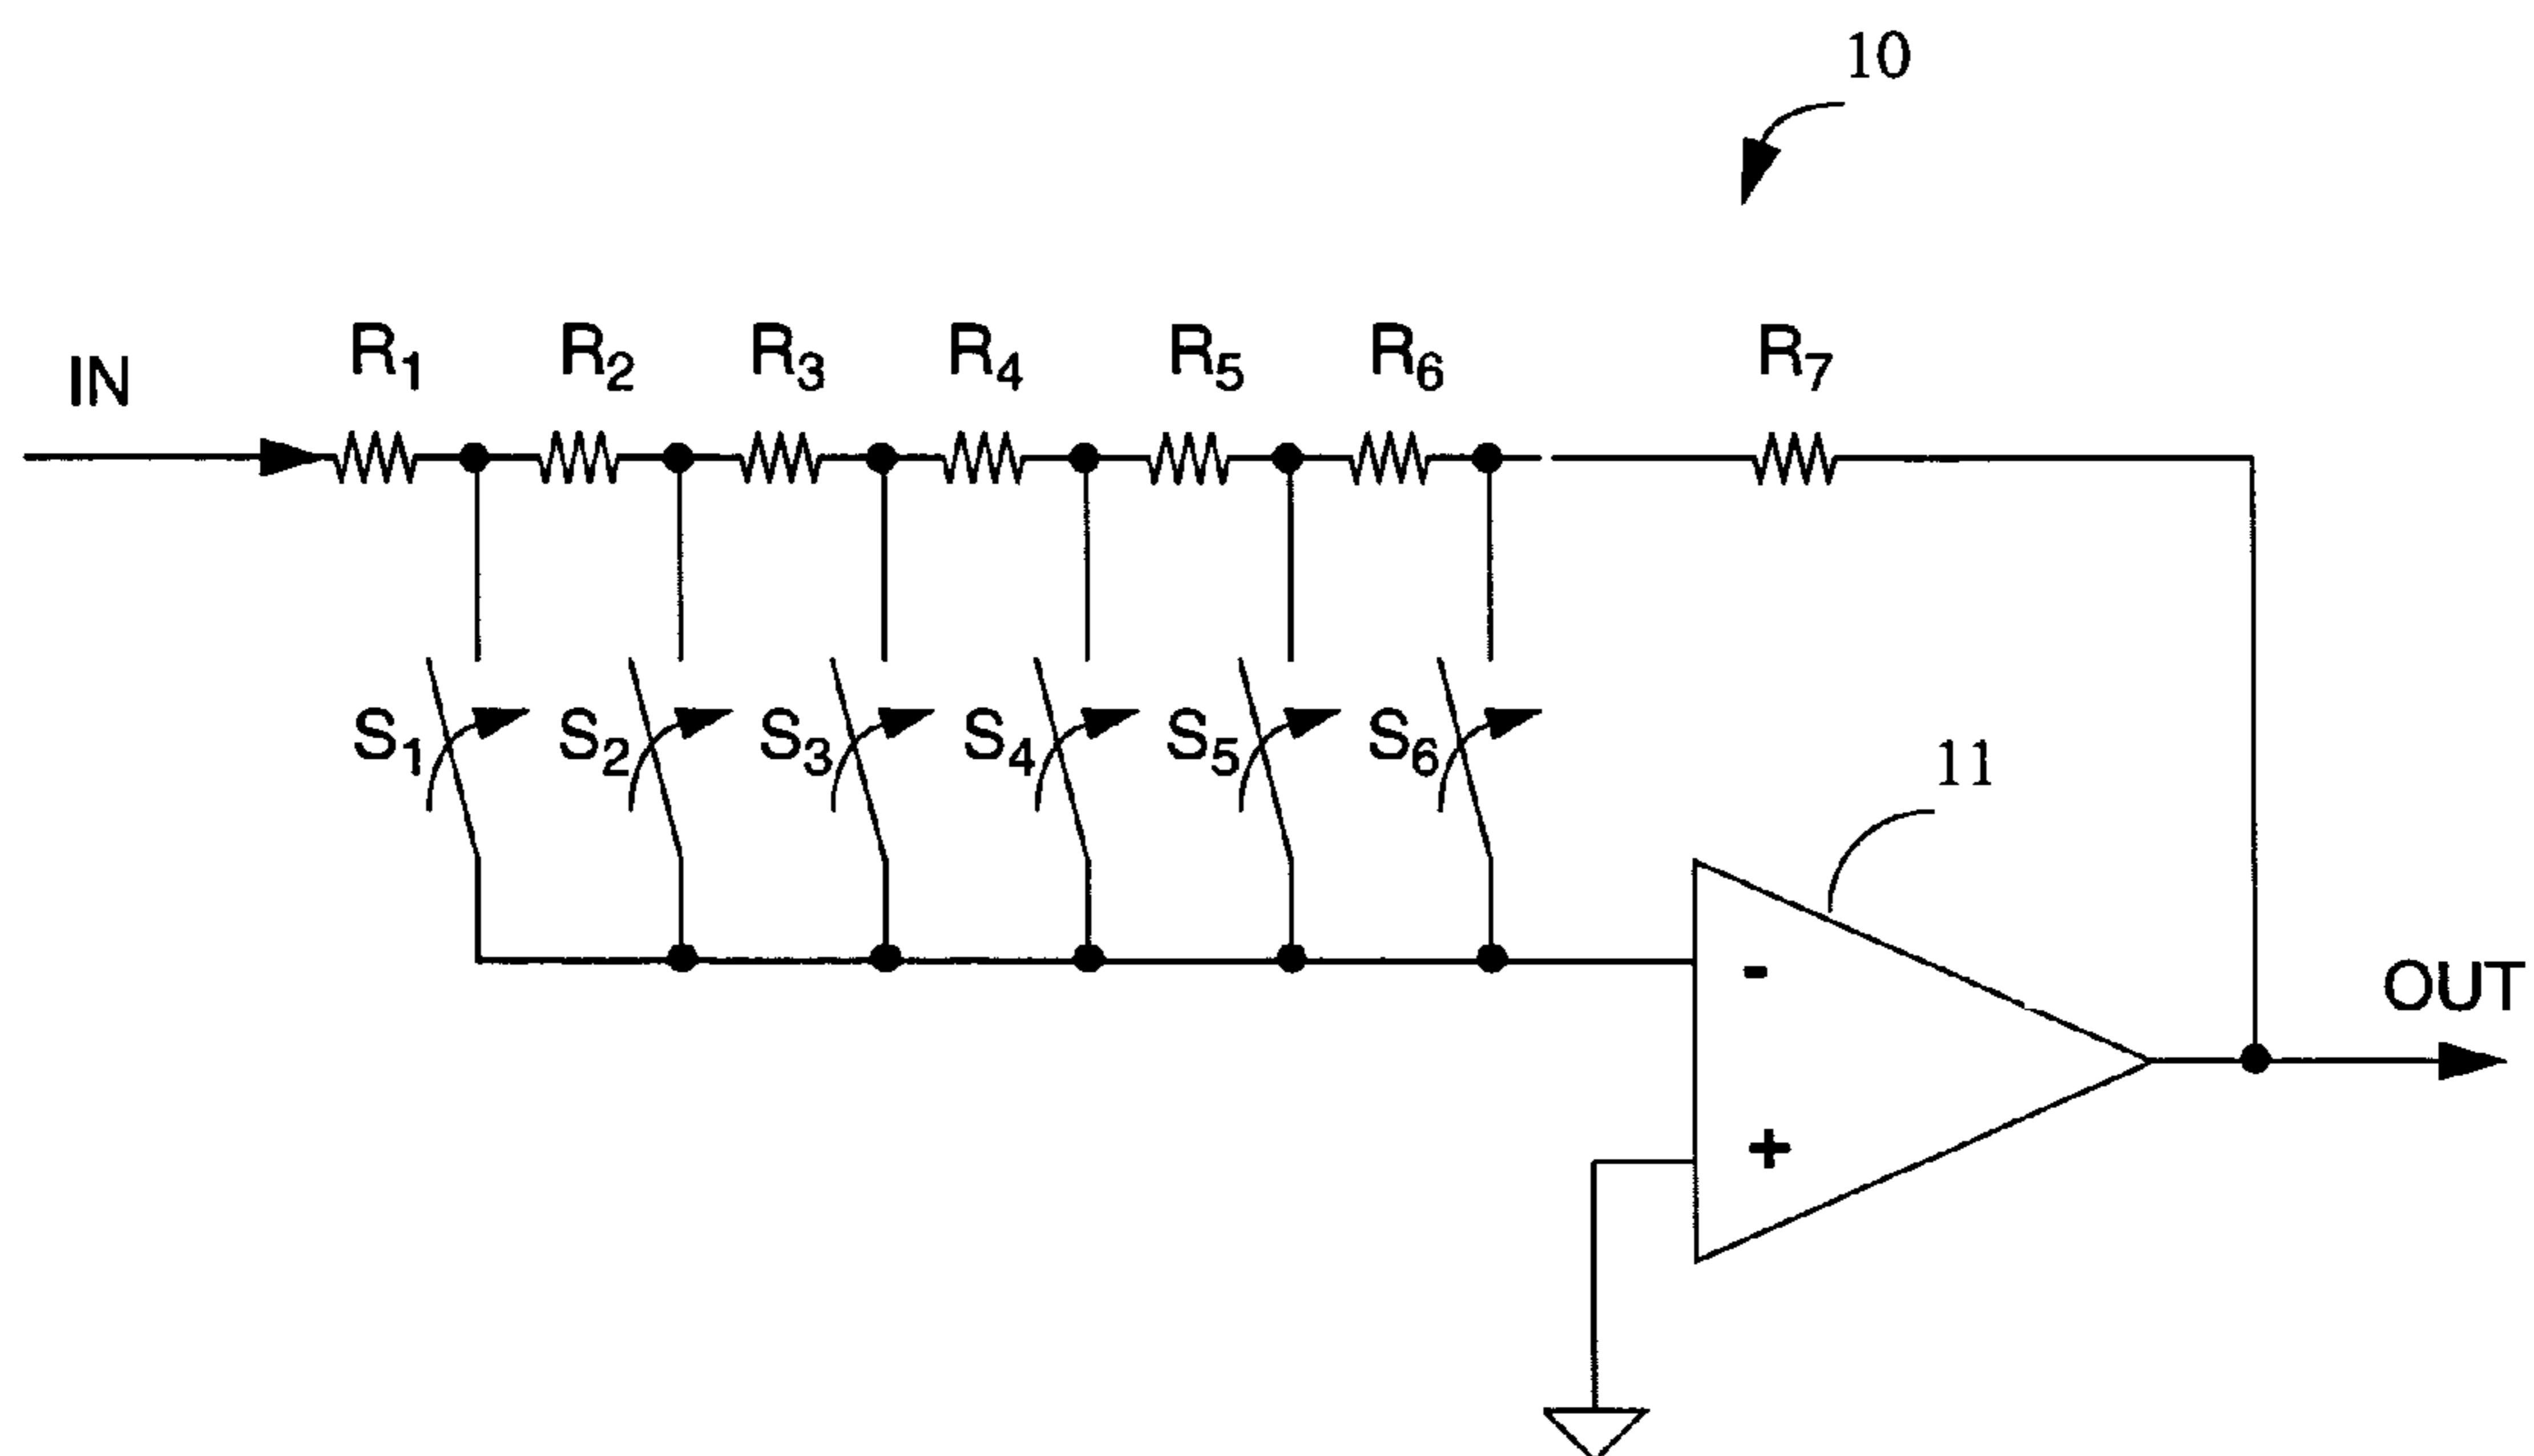 10
IN R₁ R₂ R₃ R₄ R₅ R₆ R₇
S₁ S₂ S₃ S₄ S₅ S₆ 11
-
OUT
+